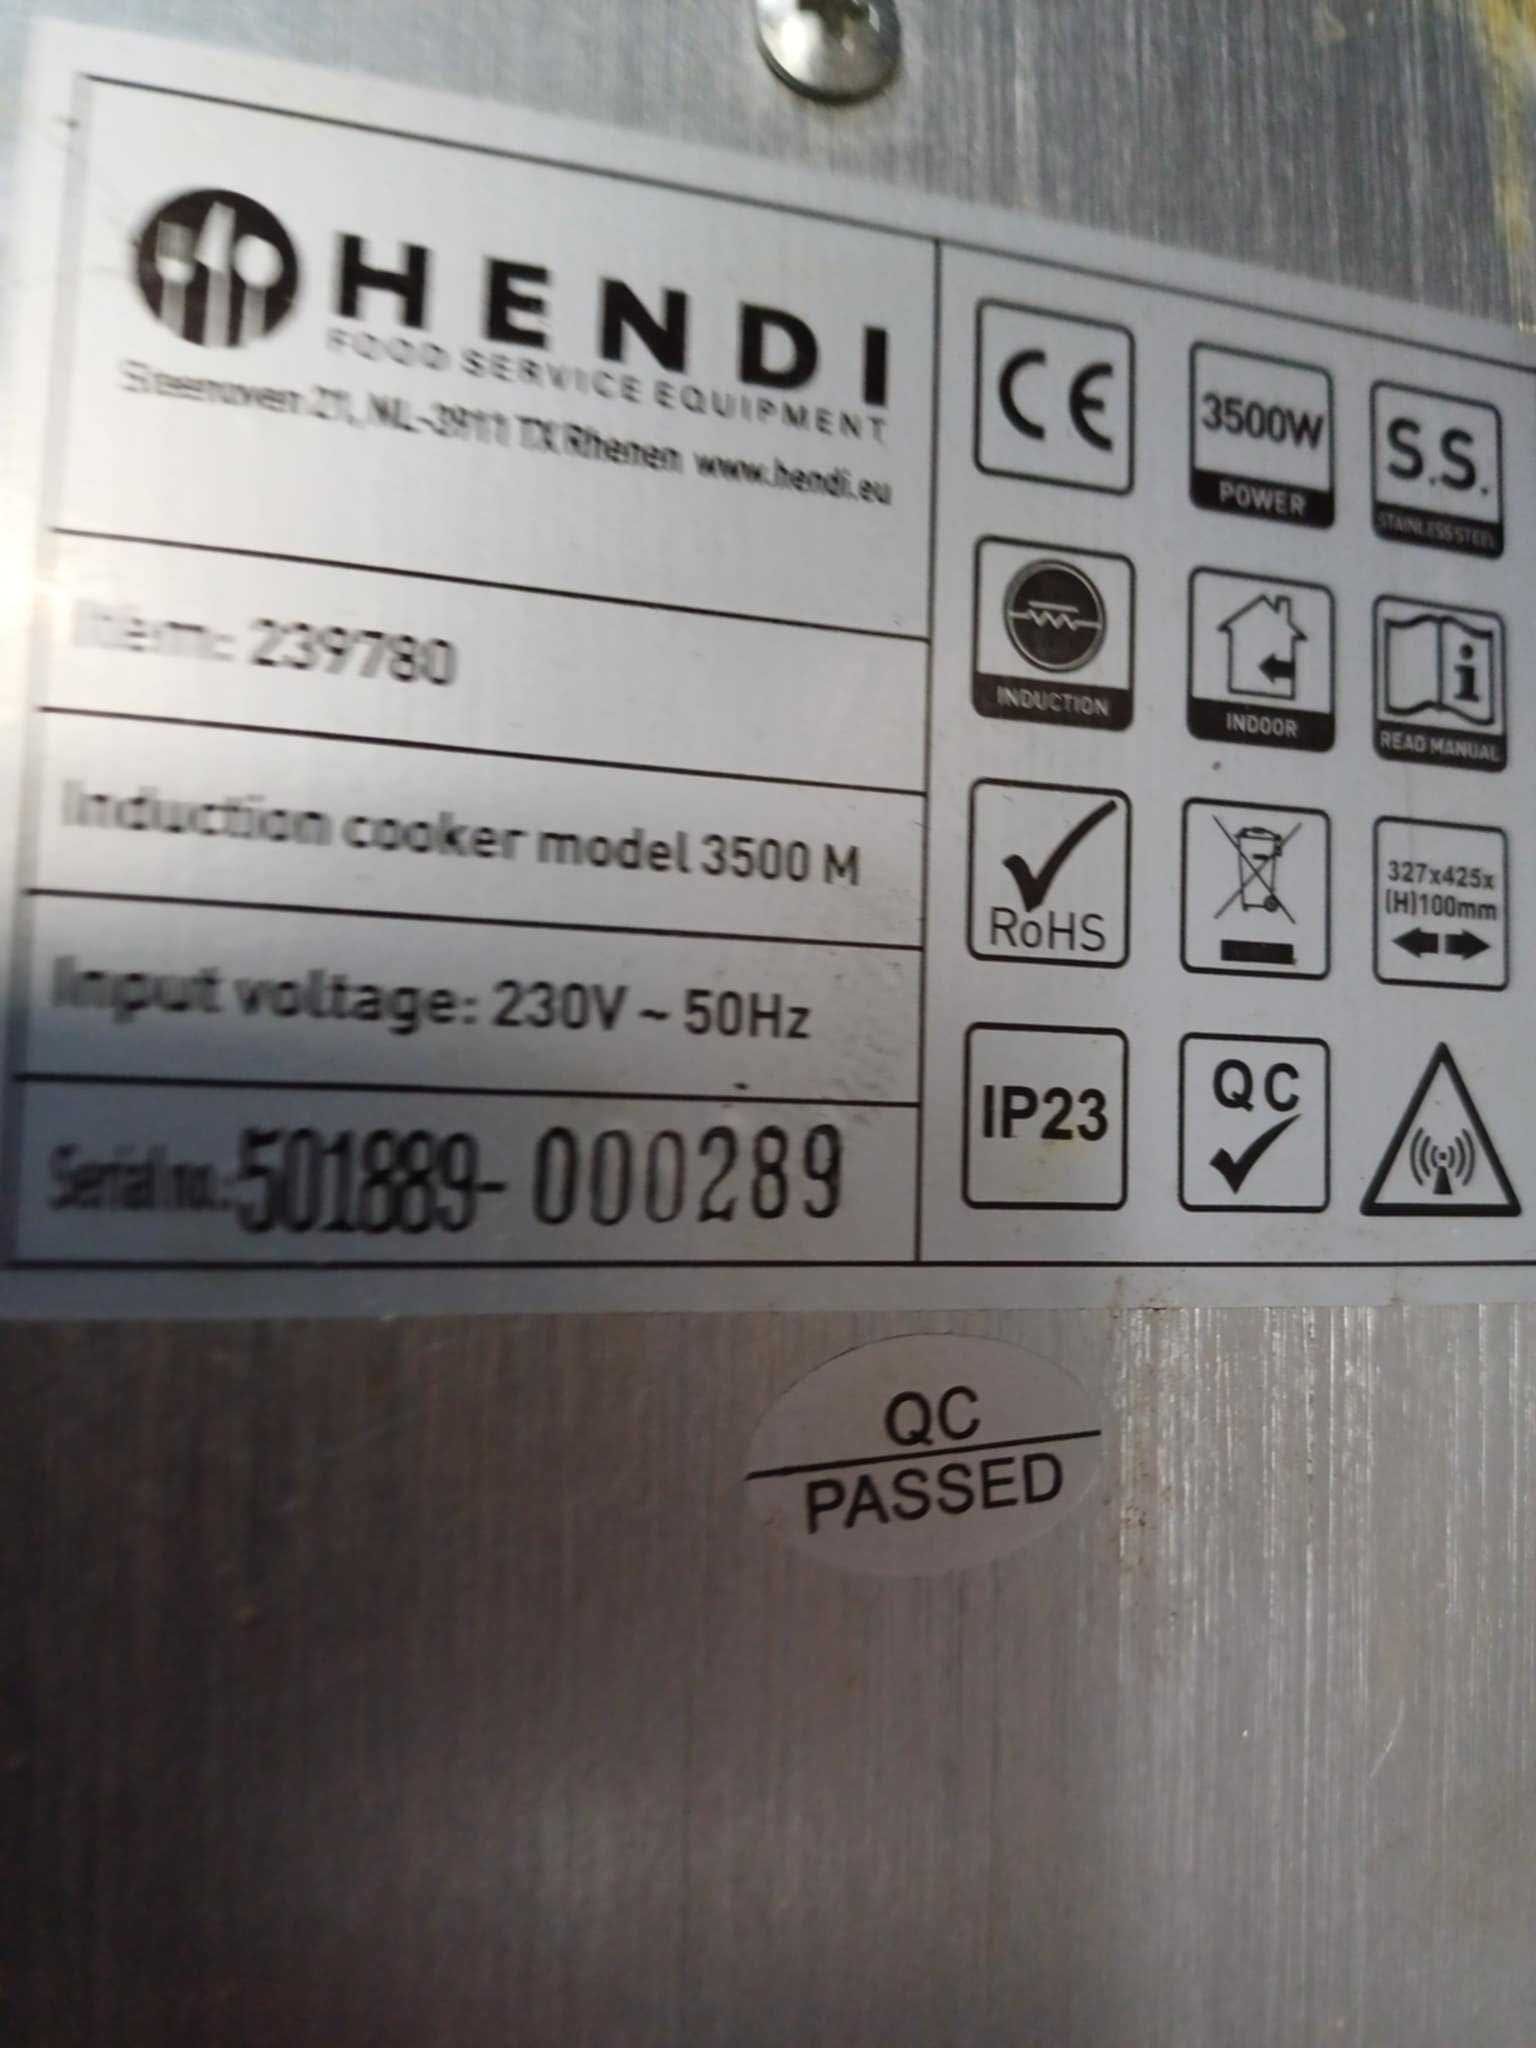 HENDI
FOOD SERVICE EQUIPMENT
Steenoven 21, NL-3911 TX Rhenen www.hendi.eu
Item: 239780
Induction cooker model 3500 M
Input voltage: 230V ~ 50Hz
Serial no.: 501889- 000289
CE
3500W
POWER
S.S.
STAINLESS STEEL
INDUCTION
INDOOR
i
READ MANUAL
RoHS
327x425x
(H)100mm
IP23
QC
QC
PASSED